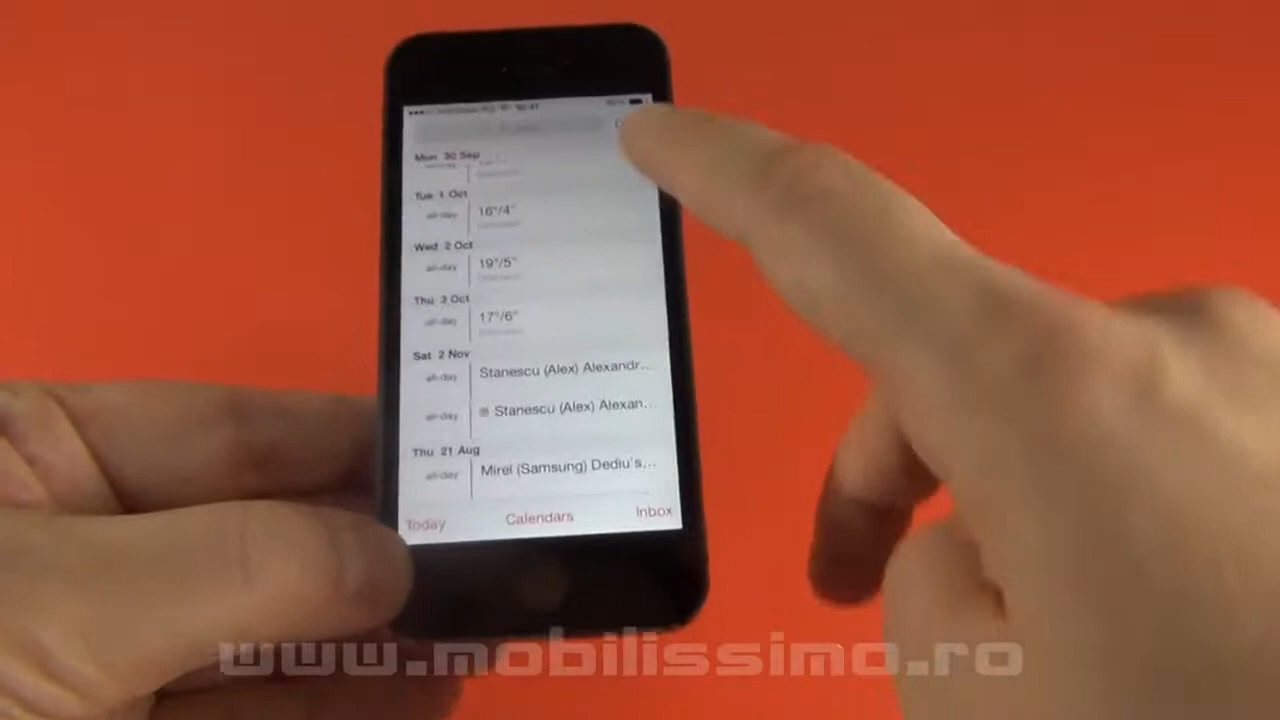 Mon 30 Sep
Tue 1 Oct
all-day 16°/4°
Wed 2 Oct
all-day 19°/5°
Thu 3 Oct
all-day 17°/6°
Sat 2 Nov
all-day Stanescu (Alex) Alexandr...
all-day Stanescu (Alex) Alexan...
Thu 21 Aug
all-day Mirel (Samsung) Dediu's...
Today Calendars Inbox
www.mobilissimo.ro